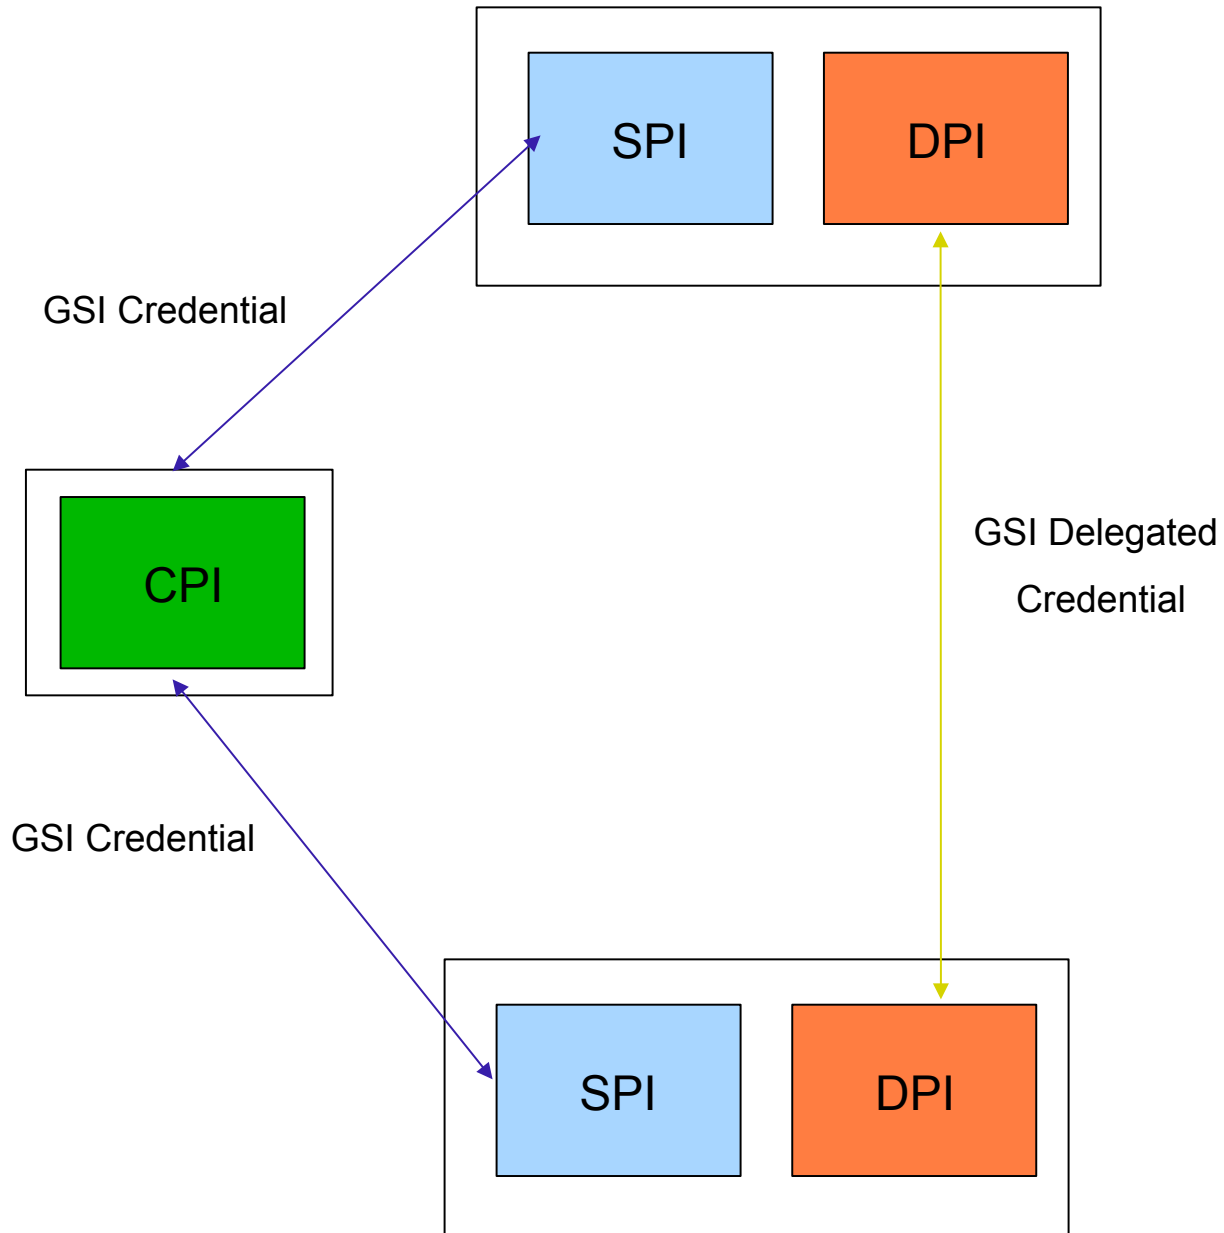 SPI
DPI
GSI Credential
GSI Delegated
Credential
CPI
GSI Credential
SPI
DPI